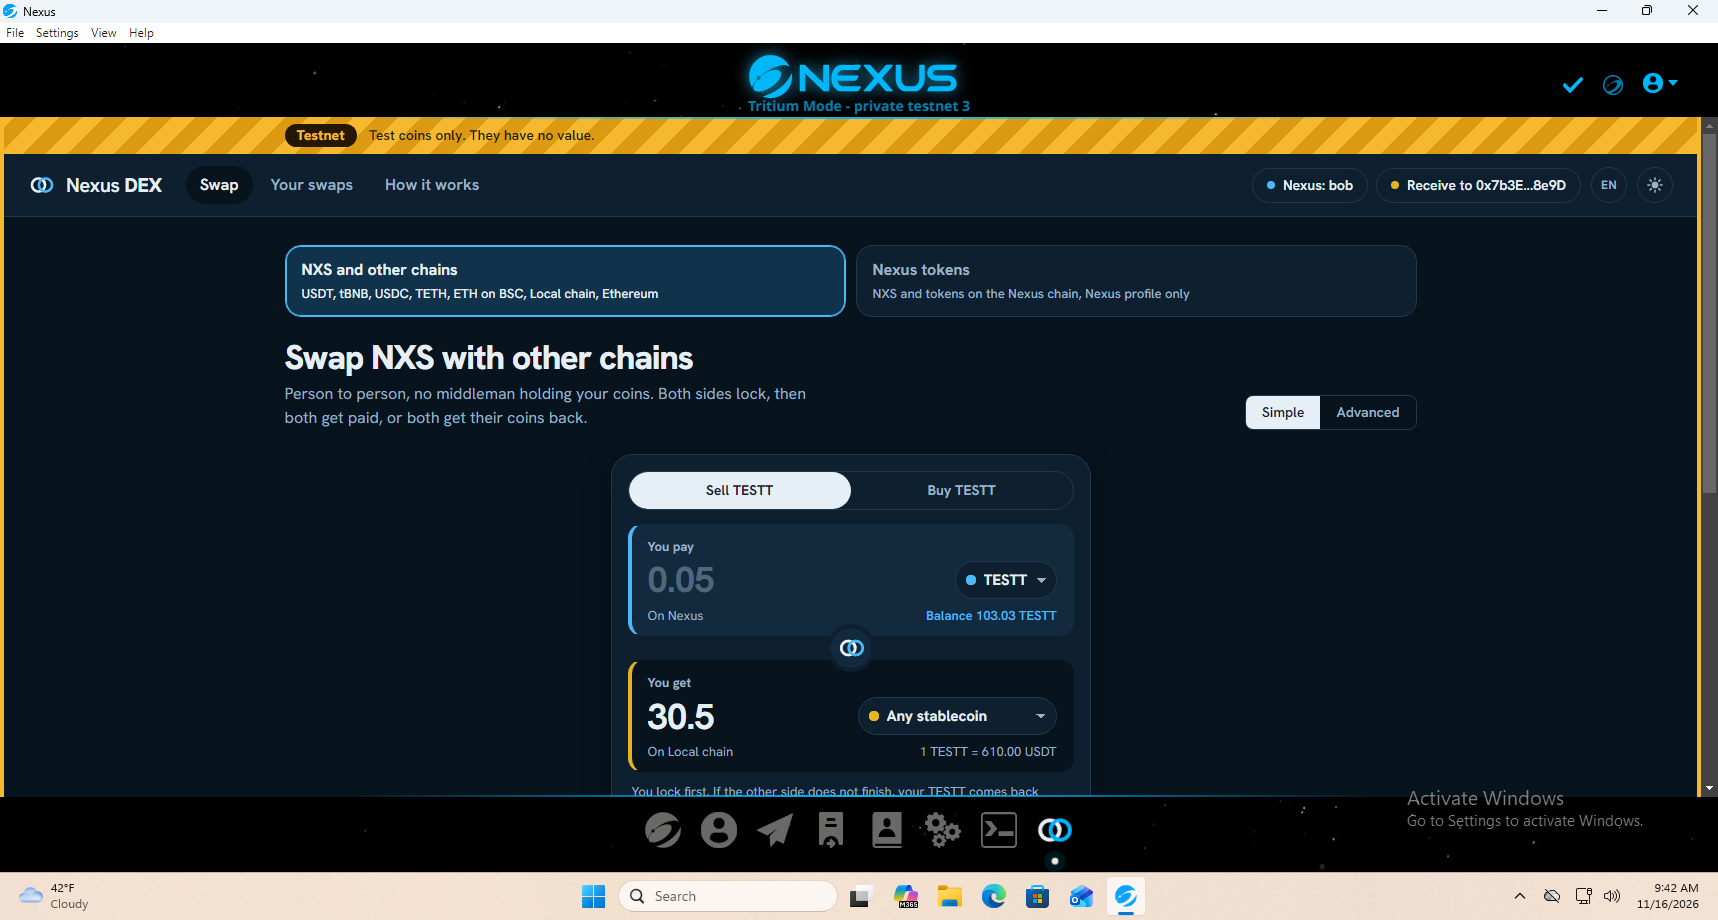 Nexus
File Settings View Help
NEXUS
Tritium Mode - private testnet 3
Testnet Test coins only. They have no value.
Nexus DEX Swap Your swaps How it works Nexus: bob Receive to 0x7b3E...8e9D EN
NXS and other chains
USDT, tBNB, USDC, TETH, ETH on BSC, Local chain, Ethereum
Nexus tokens
NXS and tokens on the Nexus chain, Nexus profile only
Swap NXS with other chains
Person to person, no middleman holding your coins. Both sides lock, then
both get paid, or both get their coins back.
Simple Advanced
Sell TESTT Buy TESTT
You pay
0.05 TESTT
On Nexus Balance 103.03 TESTT
You get
30.5 Any stablecoin
On Local chain 1 TESTT = 610.00 USDT
You lock first. If the other side does not finish, your TESTT comes back
Activate Windows
Go to Settings to activate Windows.
42°F
Cloudy
Search
M365
9:42 AM
11/16/2026